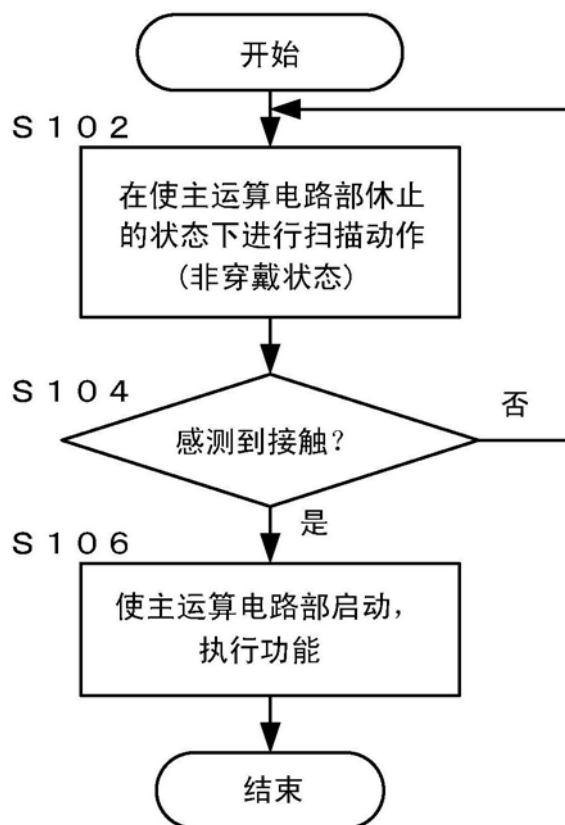 开始
S102
在使主运算电路部休止
的状态下进行扫描动作
(非穿戴状态)
S104
感测到接触？
否
是
S106
使主运算电路部启动，
执行功能
结束